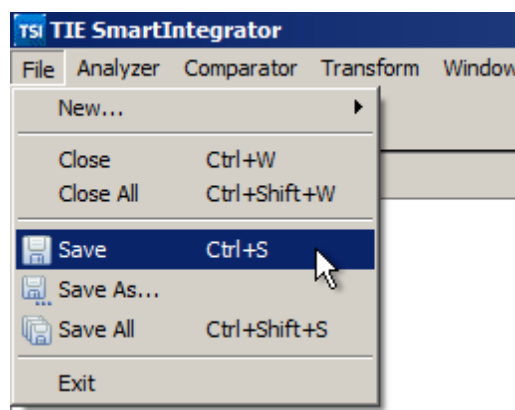 TSI TIE SmartIntegrator
File Analyzer Comparator Transform Window
New...
Close Ctrl+W
Close All Ctrl+Shift+W
Save Ctrl+S
Save As...
Save All Ctrl+Shift+S
Exit